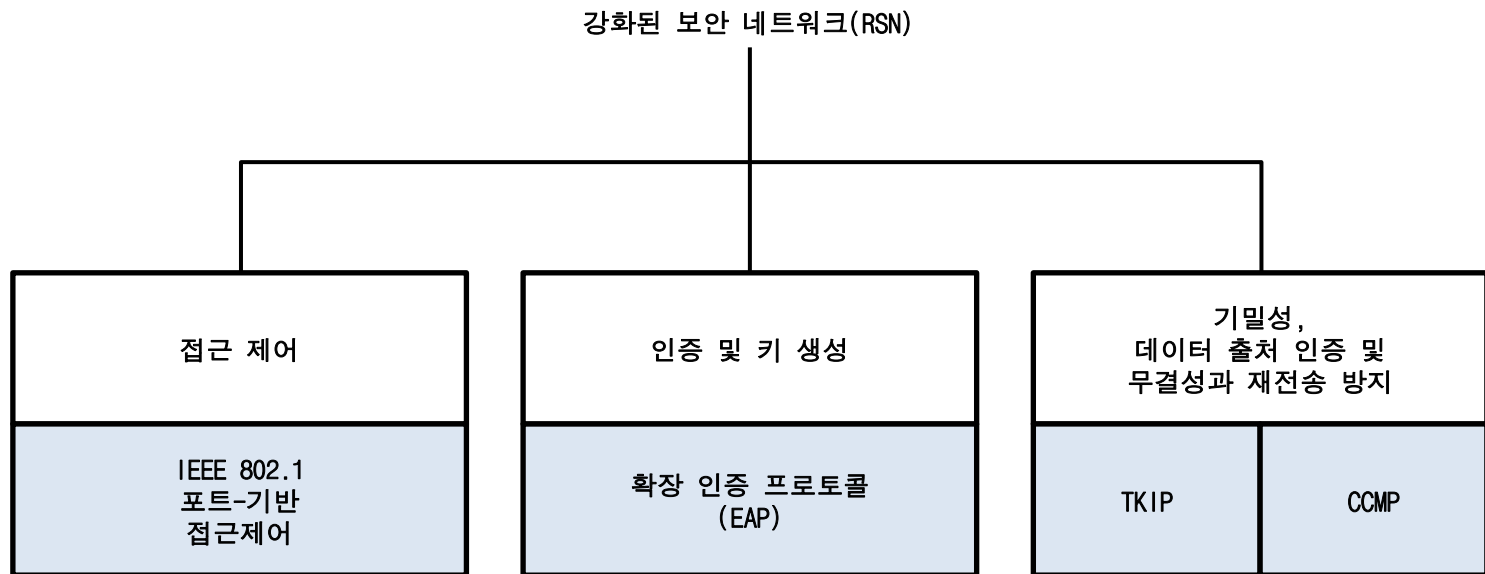 강화된 보안 네트워크(RSN)
접근 제어
인증 및 키 생성
기밀성,
데이터 출처 인증 및
무결성과 재전송 방지
IEEE 802.1
포트-기반
접근제어
확장 인증 프로토콜
(EAP)
TKIP
CCMP